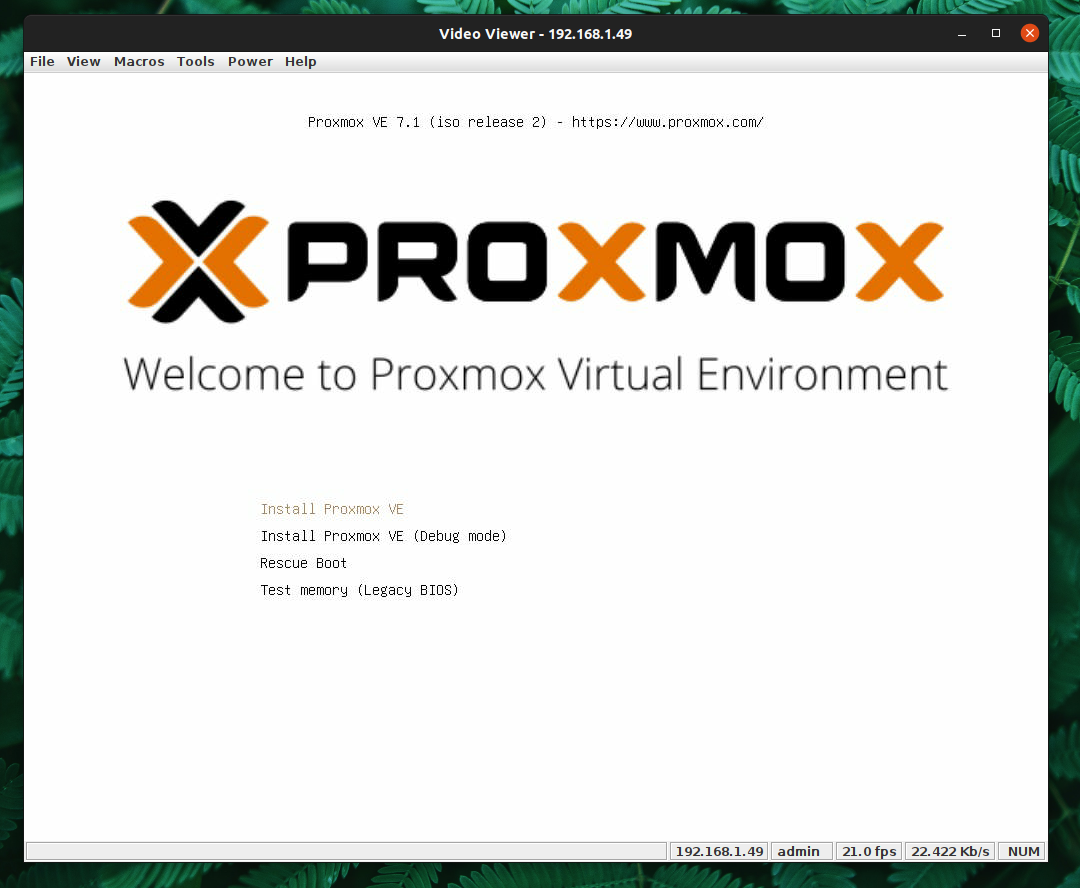 Video Viewer - 192.168.1.49
File View Macros Tools Power Help
Proxmox VE 7.1 (iso release 2) - https://www.proxmox.com/
PROXMOX
Welcome to Proxmox Virtual Environment
Install Proxmox VE
Install Proxmox VE (Debug mode)
Rescue Boot
Test memory (Legacy BIOS)
192.168.1.49 admin 21.0 fps 22.422 Kb/s NUM